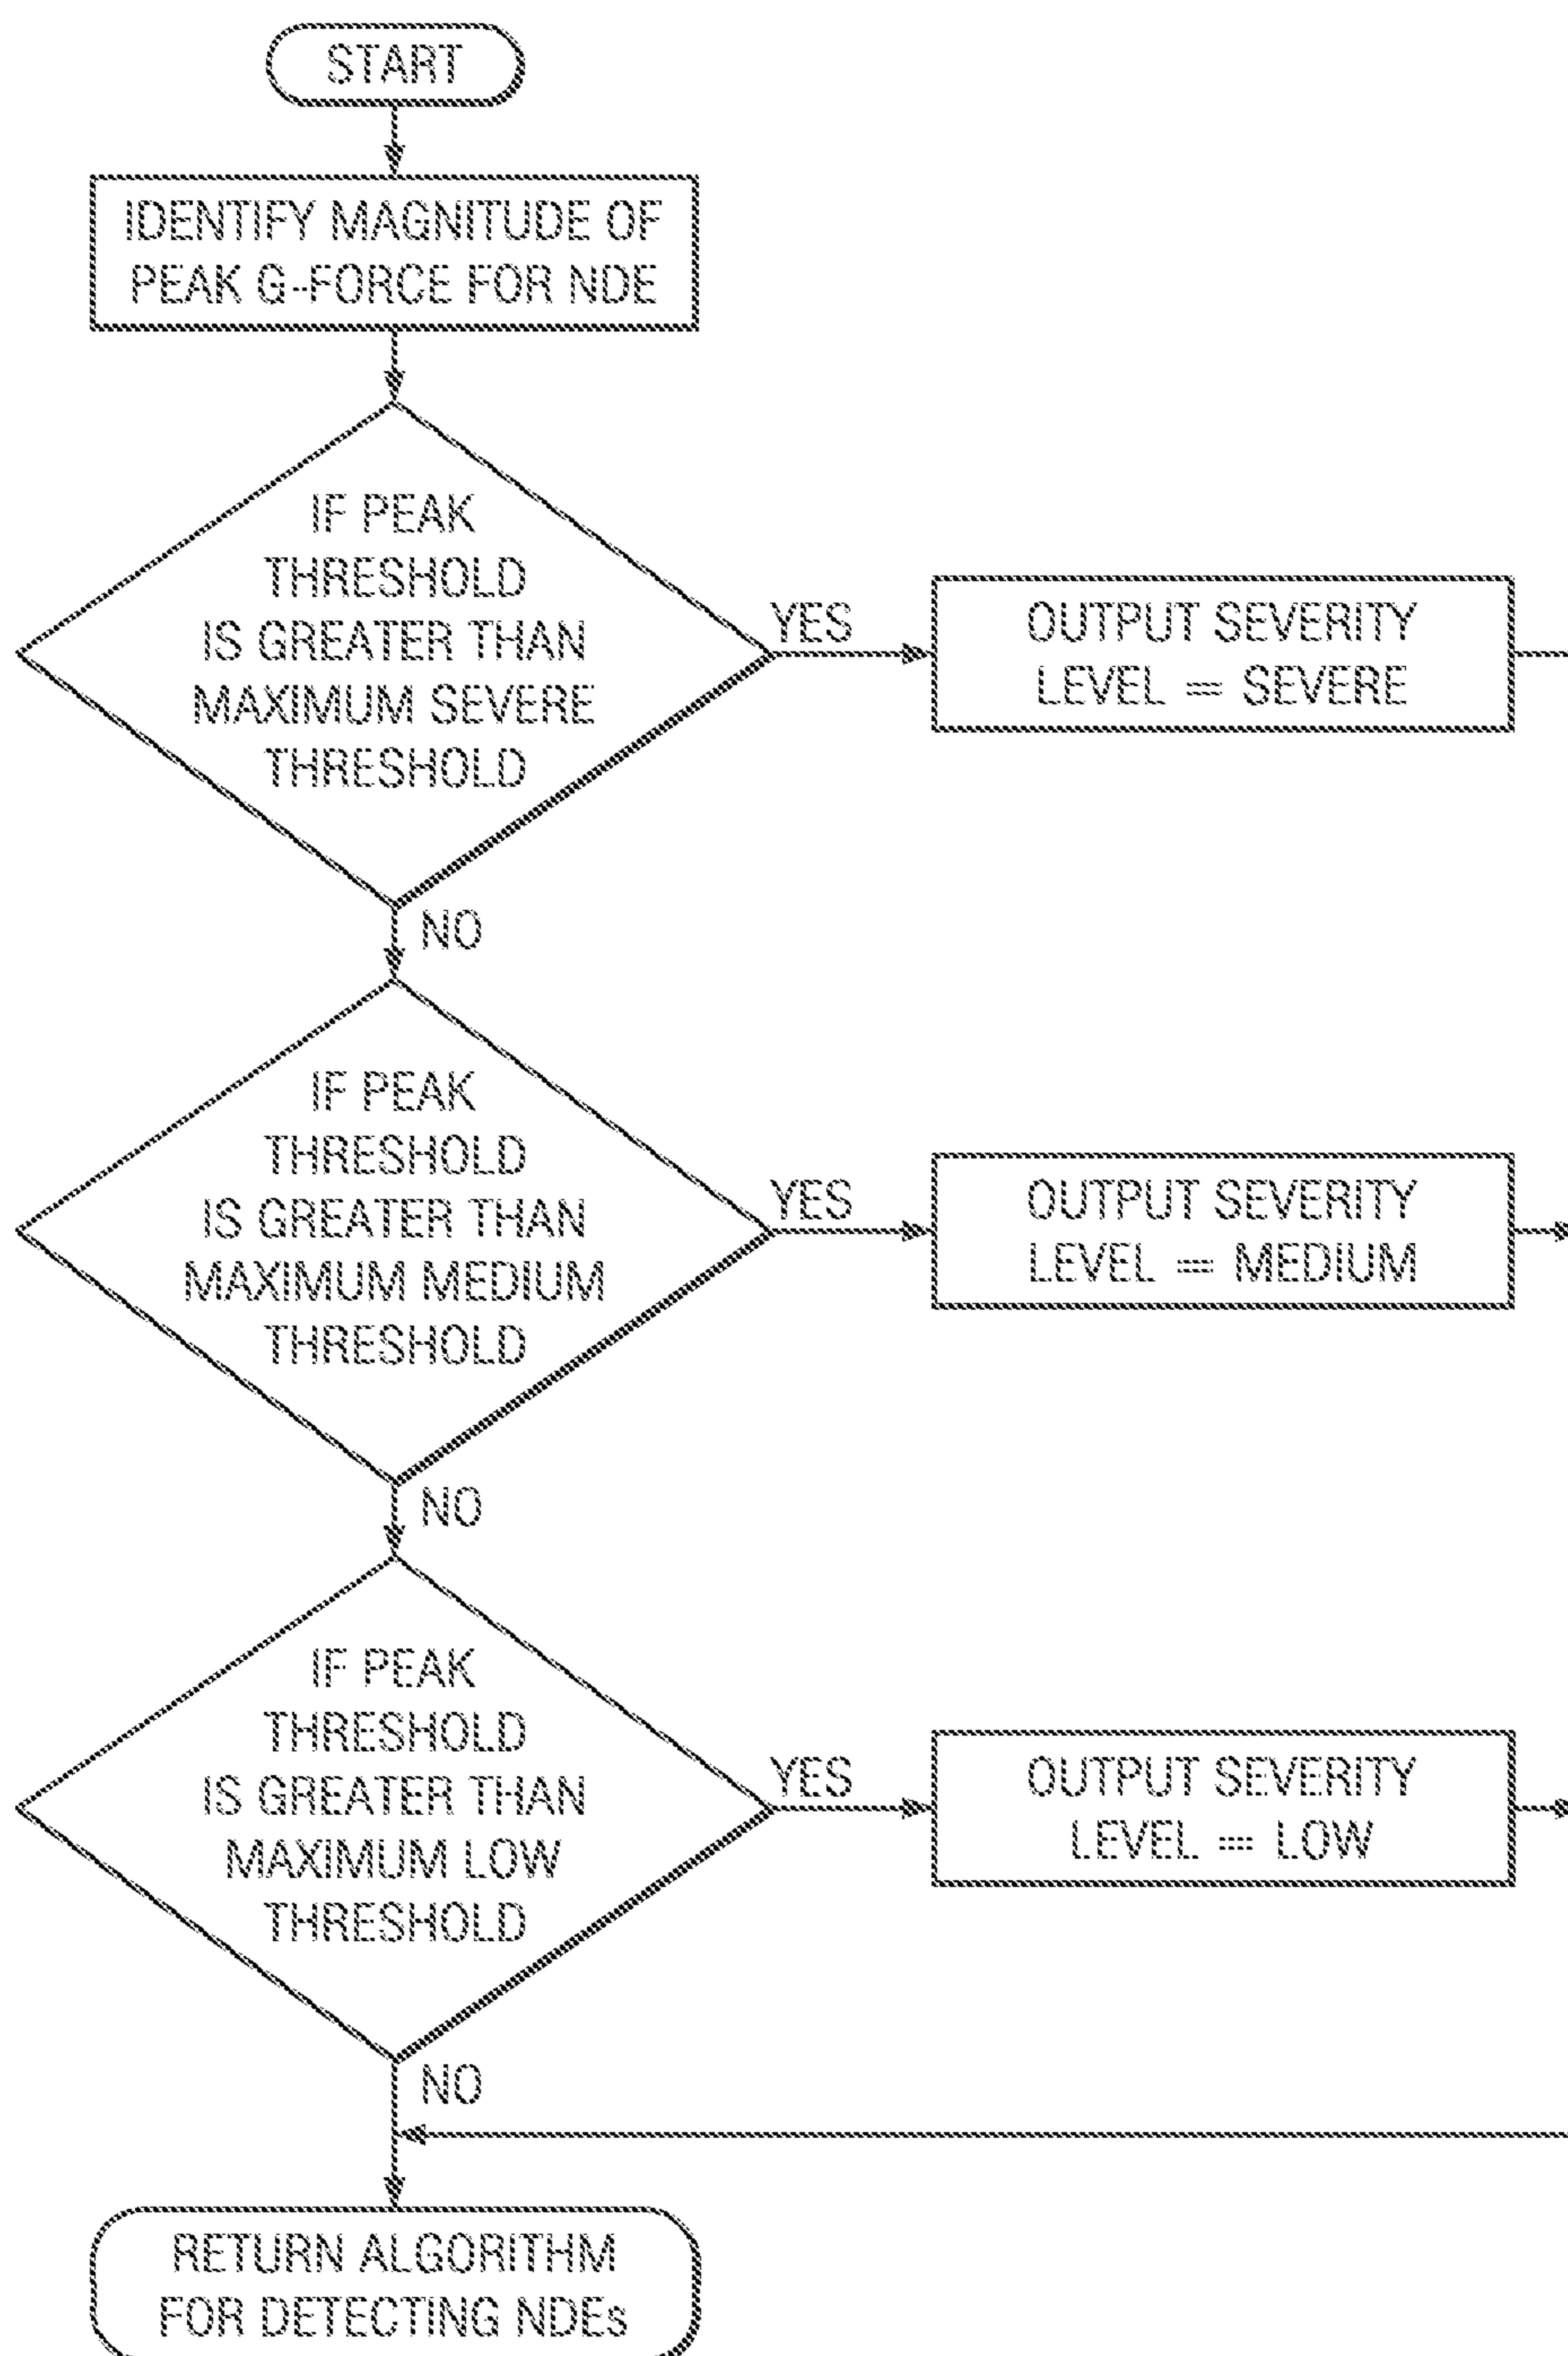 START
IDENTIFY MAGNITUDE OF
PEAK G-FORCE FOR NDE
IF PEAK
THRESHOLD
IS GREATER THAN
MAXIMUM SEVERE
THRESHOLD
YES
OUTPUT SEVERITY
LEVEL = SEVERE
NO
IF PEAK
THRESHOLD
IS GREATER THAN
MAXIMUM MEDIUM
THRESHOLD
YES
OUTPUT SEVERITY
LEVEL = MEDIUM
NO
IF PEAK
THRESHOLD
IS GREATER THAN
MAXIMUM LOW
THRESHOLD
YES
OUTPUT SEVERITY
LEVEL = LOW
NO
RETURN ALGORITHM
FOR DETECTING NDEs